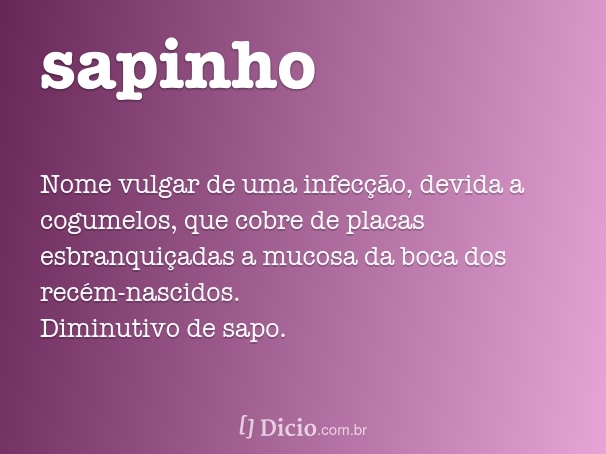 sapinho
Nome vulgar de uma infecção, devida a
cogumelos, que cobre de placas
esbranquiçadas a mucosa da boca dos
recém-nascidos.
Diminutivo de sapo.
[] Dicio.com.br